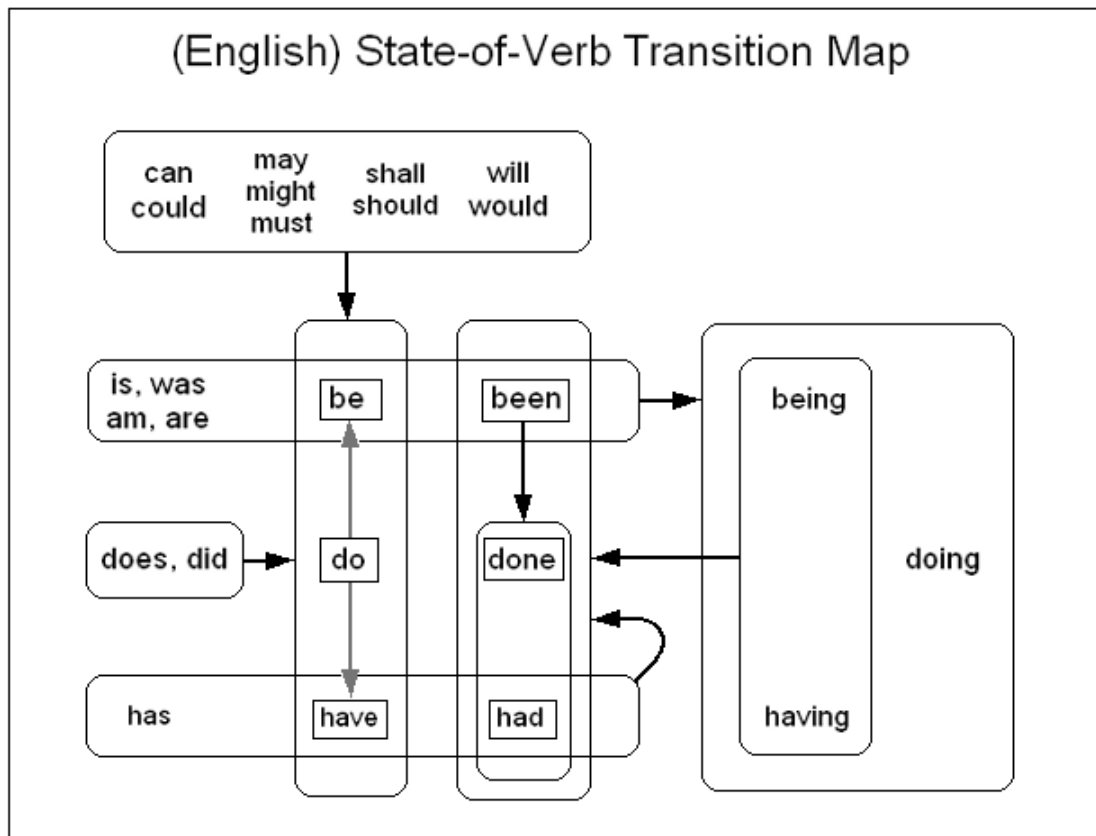 (English) State-of-Verb Transition Map
can
could
may
might
must
shall
should
will
would
is, was
am, are
be
been
being
does, did
do
done
doing
has
have
had
having